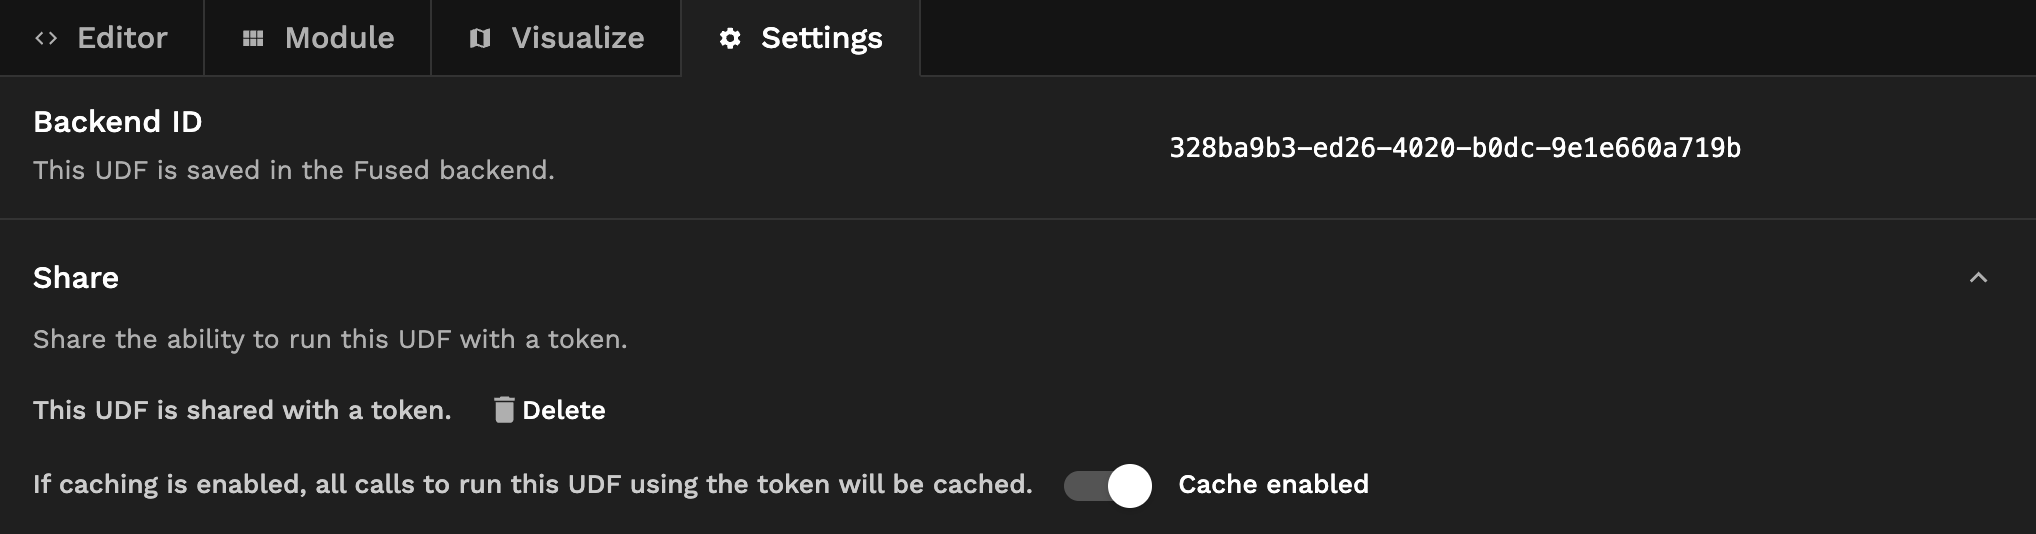 Editor Module Visualize Settings
Backend ID
This UDF is saved in the Fused backend.
328ba9b3-ed26-4020-b0dc-9e1e660a719b
Share
Share the ability to run this UDF with a token.
This UDF is shared with a token. Delete
If caching is enabled, all calls to run this UDF using the token will be cached. Cache enabled